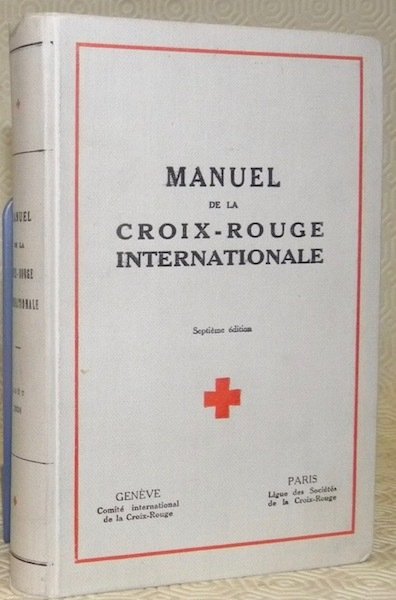 MANUEL
DE LA
CROIX-ROUGE
INTERNATIONALE
Septième édition
GENÈVE
Comité international
de la Croix-Rouge
PARIS
Ligue des Sociétés
de la Croix-Rouge
MANUEL
DE LA